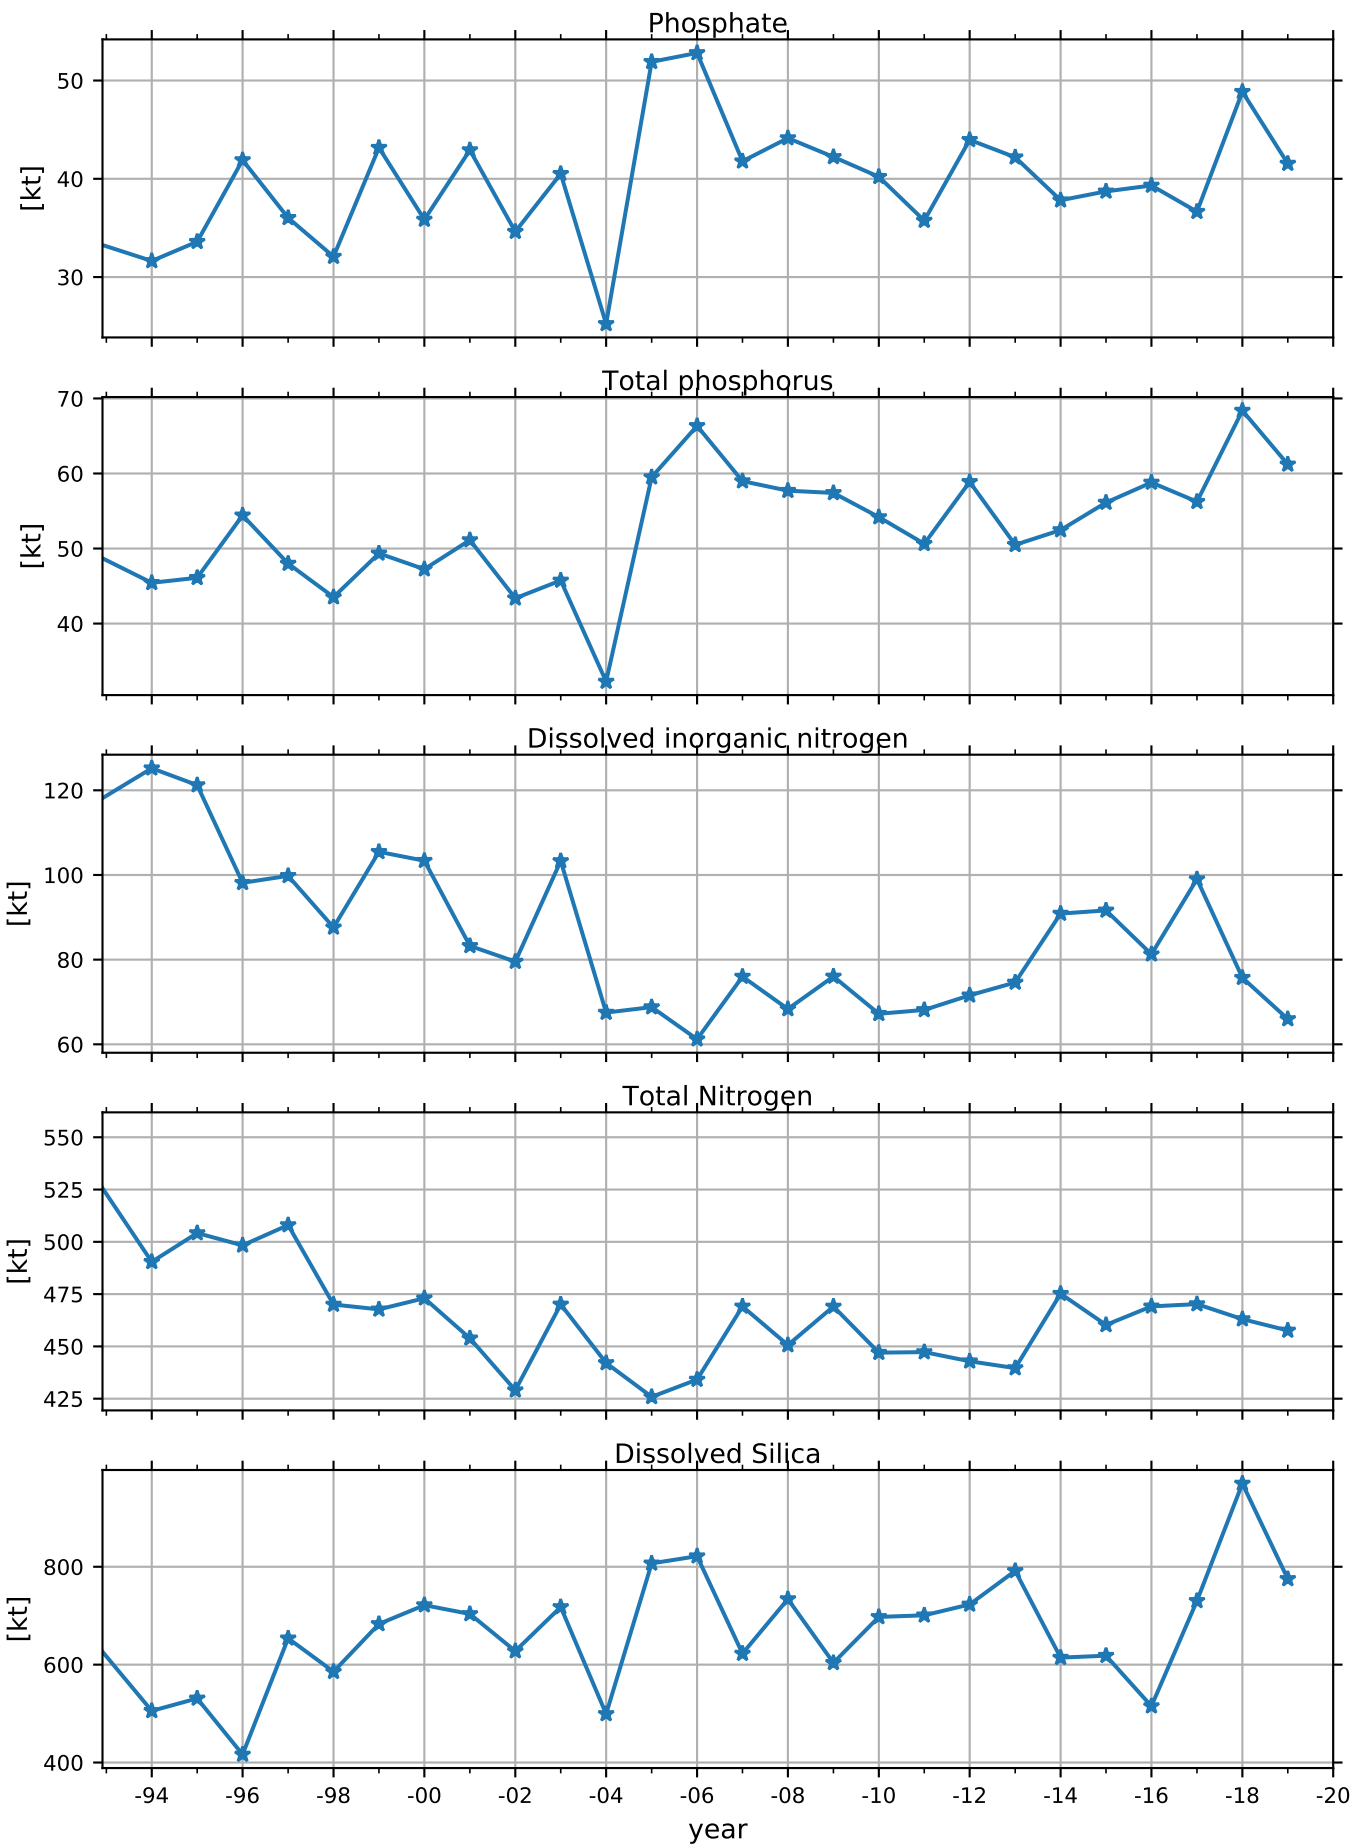 Phosphate
50
40
30
[kt]
Total phosphorus
70
60
50
40
[kt]
Dissolved inorganic nitrogen
120
100
80
60
[kt]
Total Nitrogen
550
525
500
475
450
425
[kt]
Dissolved Silica
800
600
400
[kt]
-94 -96 -98 -00 -02 -04 -06 -08 -10 -12 -14 -16 -18 -20
year